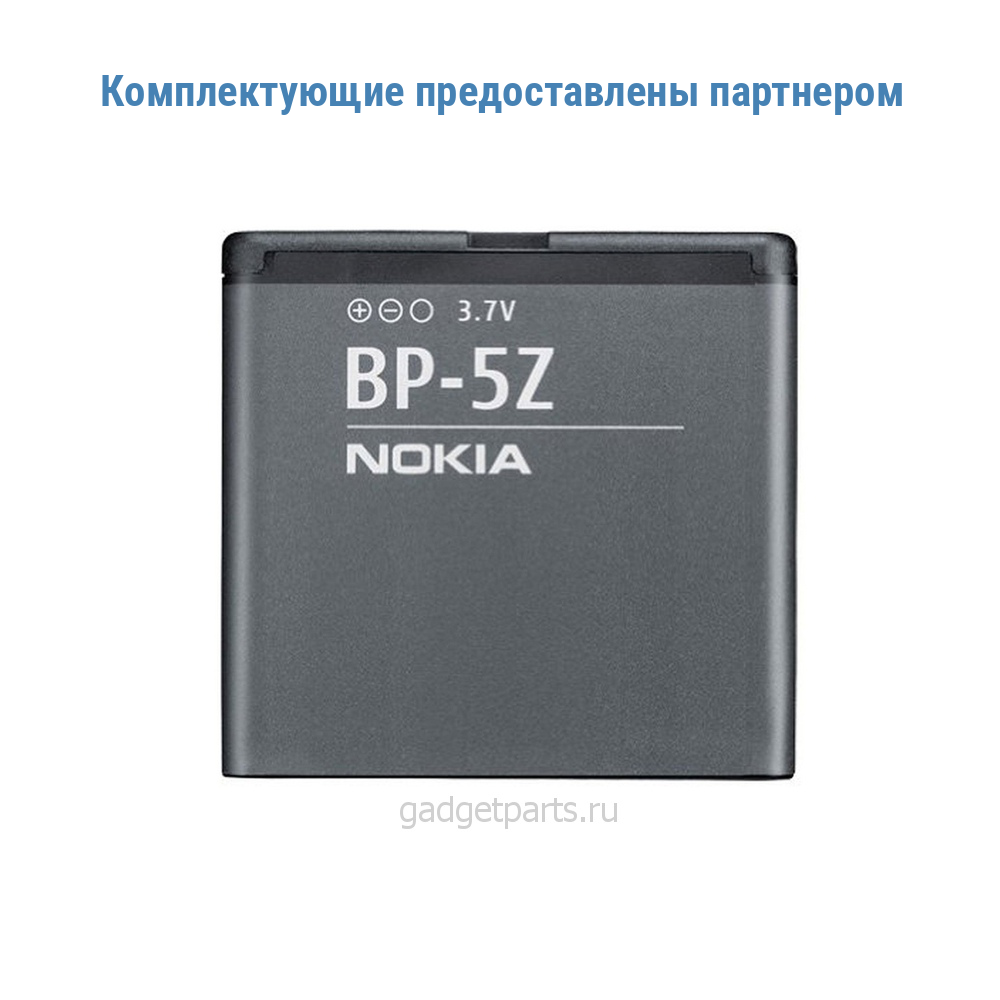 Комплектующие предоставлены партнером
3.7V
BP-5Z
NOKIA
gadgetparts.ru